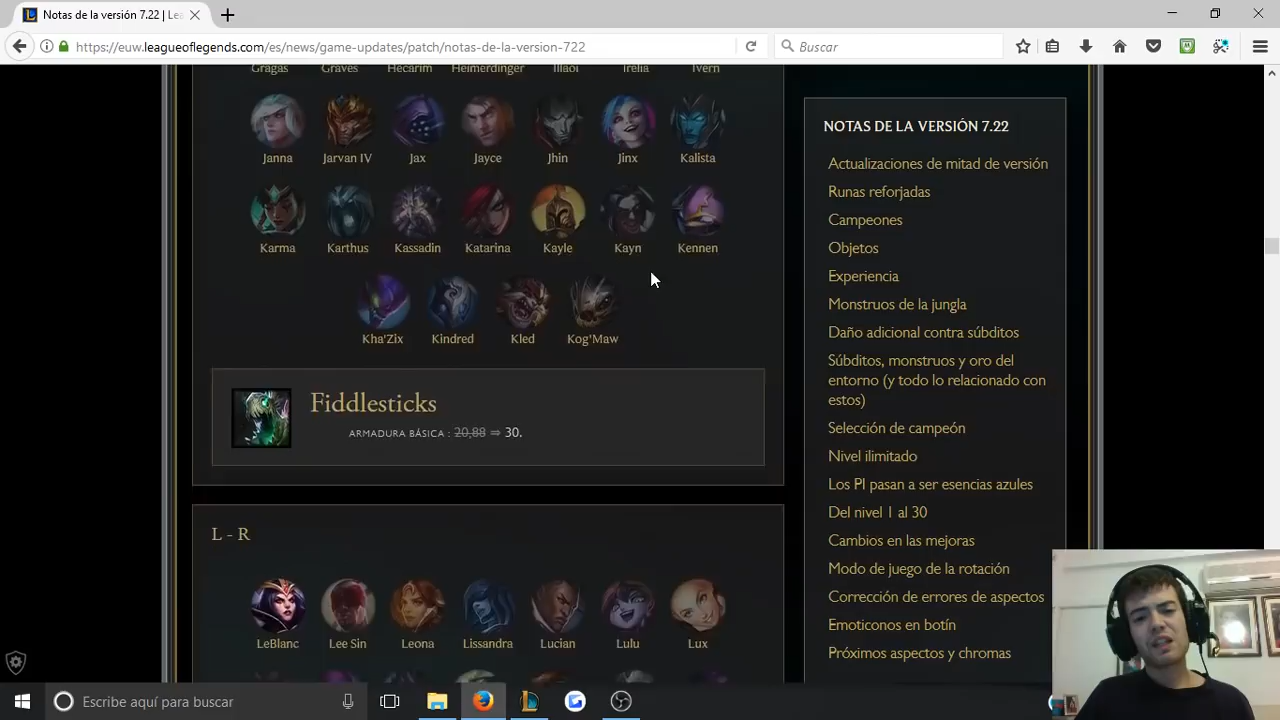 Notas de la versión 7.22 | Lea
https://euw.leagueoflegends.com/es/news/game-updates/patch/notas-de-la-version-722
Buscar
Gragas Graves Hecarim Heimerdinger Illaoi Irelia Ivern
Janna Jarvan IV Jax Jayce Jhin Jinx Kalista
Karma Karthus Kassadin Katarina Kayle Kayn Kennen
Kha'Zix Kindred Kled Kog'Maw
Fiddlesticks
ARMADURA BÁSICA : 20,88 ⇒ 30.
L - R
LeBlanc Lee Sin Leona Lissandra Lucian Lulu Lux
NOTAS DE LA VERSIÓN 7.22
Actualizaciones de mitad de versión
Runas reforjadas
Campeones
Objetos
Experiencia
Monstruos de la jungla
Daño adicional contra súbditos
Súbditos, monstruos y oro del
entorno (y todo lo relacionado con
estos)
Selección de campeón
Nivel ilimitado
Los PI pasan a ser esencias azules
Del nivel 1 al 30
Cambios en las mejoras
Modo de juego de la rotación
Corrección de errores de aspectos
Emoticonos en botín
Próximos aspectos y chromas
Escribe aquí para buscar